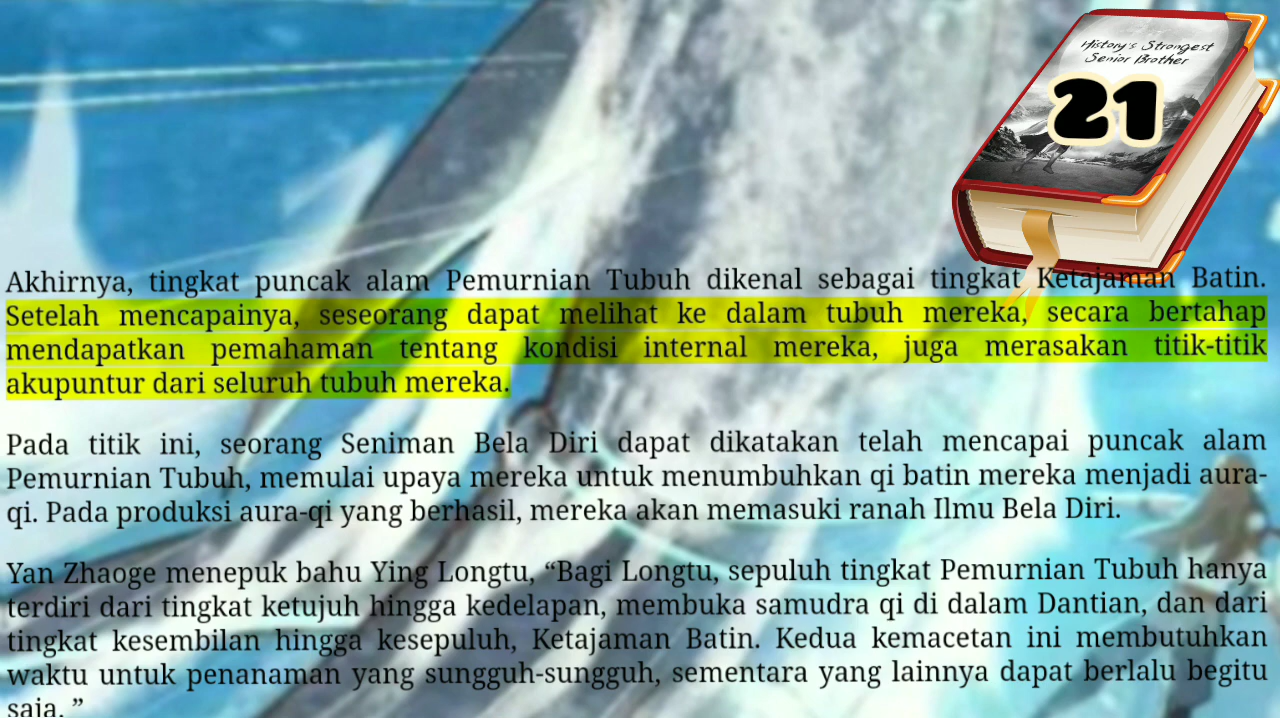 History's Strongest
Senior Brother
21
Akhirnya, tingkat puncak alam Pemurnian Tubuh dikenal sebagai tingkat Ketajaman Batin.
Setelah mencapainya, seseorang dapat melihat ke dalam tubuh mereka, secara bertahap
mendapatkan pemahaman tentang kondisi internal mereka, juga merasakan titik-titik
akupuntur dari seluruh tubuh mereka.
Pada titik ini, seorang Seniman Bela Diri dapat dikatakan telah mencapai puncak alam
Pemurnian Tubuh, memulai upaya mereka untuk menumbuhkan qi batin mereka menjadi aura-
qi. Pada produksi aura-qi yang berhasil, mereka akan memasuki ranah Ilmu Bela Diri.
Yan Zhaoge menepuk bahu Ying Longtu, “Bagi Longtu, sepuluh tingkat Pemurnian Tubuh hanya
terdiri dari tingkat ketujuh hingga kedelapan, membuka samudra qi di dalam Dantian, dan dari
tingkat kesembilan hingga kesepuluh, Ketajaman Batin. Kedua kemacetan ini membutuhkan
waktu untuk penanaman yang sungguh-sungguh, sementara yang lainnya dapat berlalu begitu
saja. ”